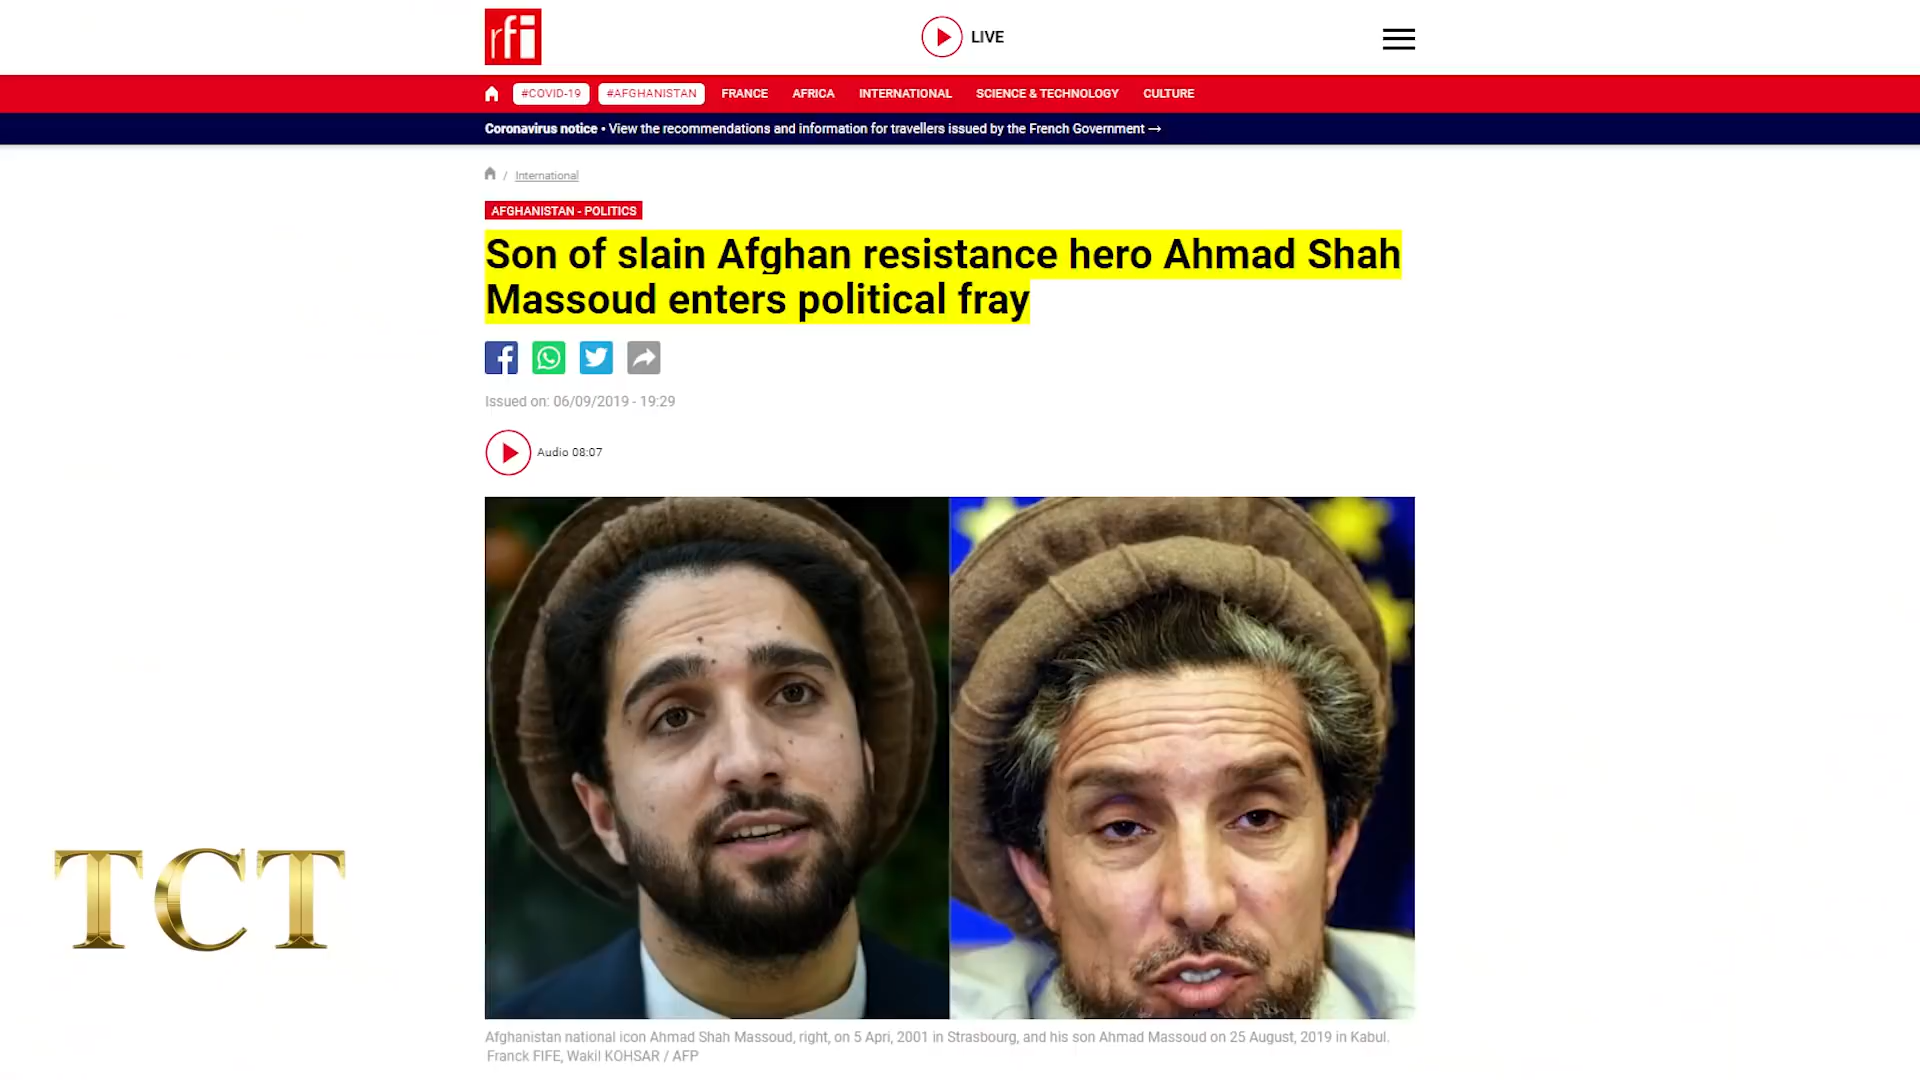 rfi
LIVE
#COVID-19 #AFGHANISTAN FRANCE AFRICA INTERNATIONAL SCIENCE & TECHNOLOGY CULTURE
Coronavirus notice • View the recommendations and information for travellers issued by the French Government →
/ International
AFGHANISTAN - POLITICS
Son of slain Afghan resistance hero Ahmad Shah
Massoud enters political fray
Issued on: 06/09/2019 - 19:29
Audio 08:07
TCT
Afghanistan national icon Ahmad Shah Massoud, right, on 5 Apri, 2001 in Strasbourg, and his son Ahmad Massoud on 25 August, 2019 in Kabul.
Franck FIFE, Wakil KOHSAR / AFP